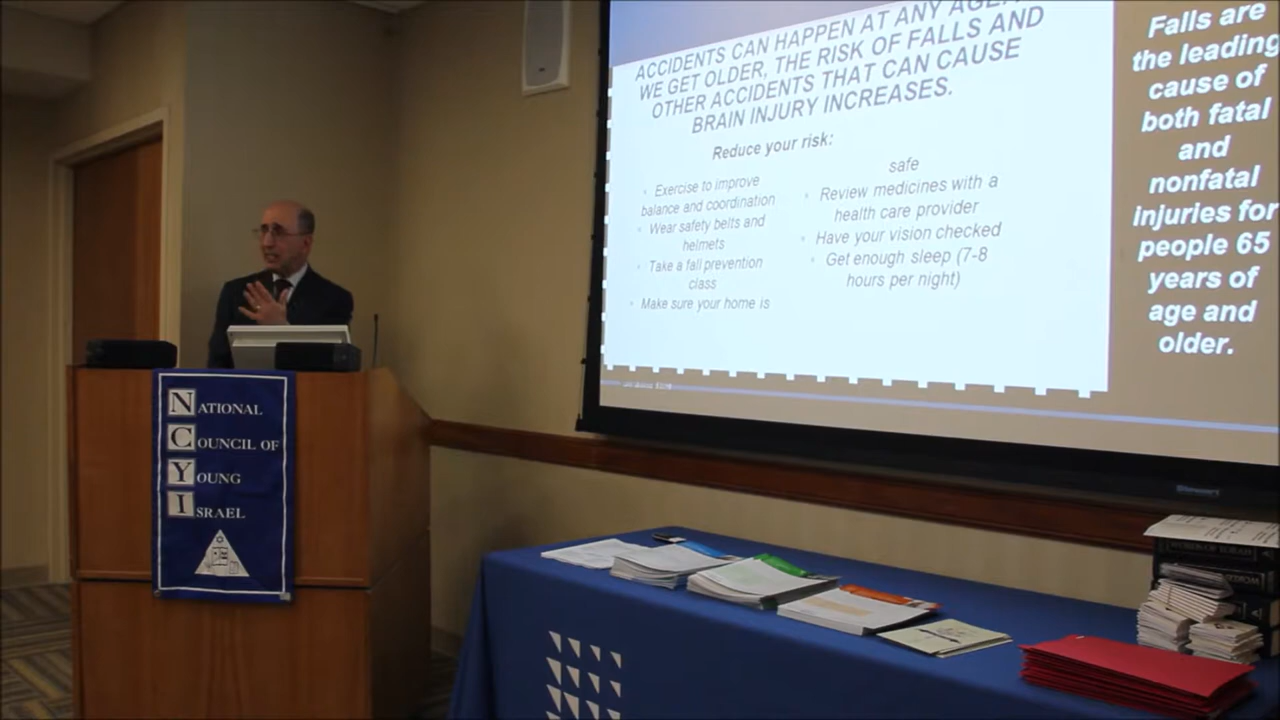 ACCIDENTS CAN HAPPEN AT ANY AGE
WE GET OLDER, THE RISK OF FALLS AND
OTHER ACCIDENTS THAT CAN CAUSE
BRAIN INJURY INCREASES.
Reduce your risk:
• Exercise to improve
balance and coordination
• Wear safety belts and
helmets
• Take a fall prevention
class
• Make sure your home is
safe
• Review medicines with a
health care provider
• Have your vision checked
• Get enough sleep (7-8
hours per night)
Falls are
the leading
cause of
both fatal
and
nonfatal
injuries for
people 65
years of
age and
older.
NATIONAL
COUNCIL OF
YOUNG
ISRAEL
WORDS OF TORAH
WORDS